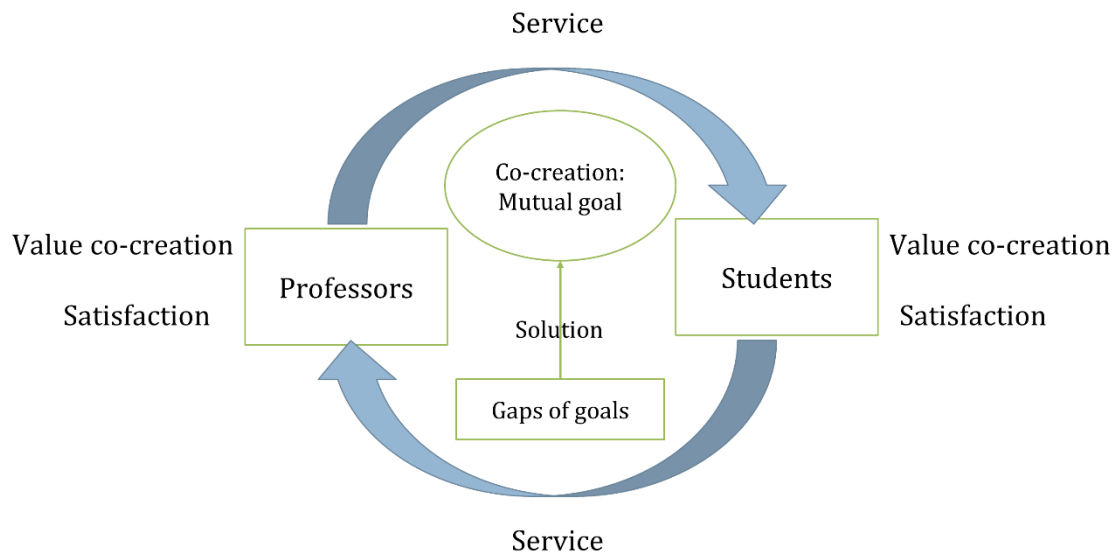 Service
Co-creation:
Mutual goal
Value co-creation
Satisfaction
Professors
Students
Value co-creation
Satisfaction
Solution
Gaps of goals
Service